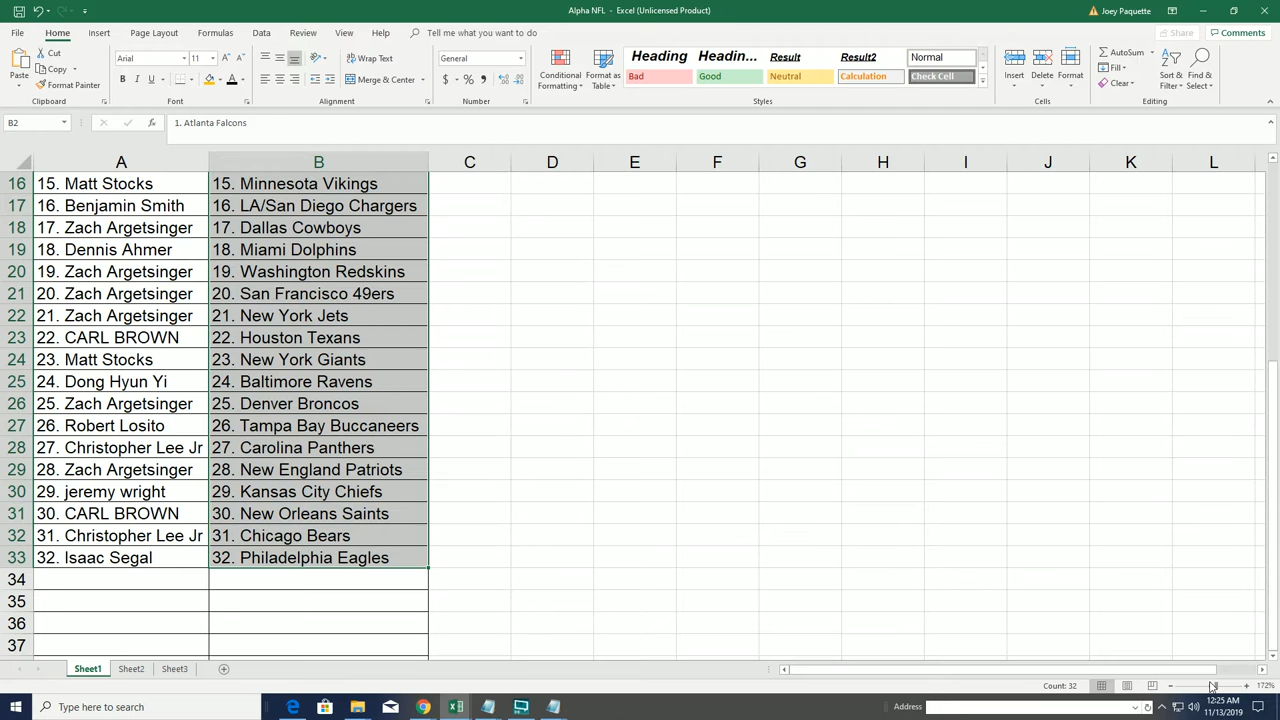 Alpha NFL - Excel (Unlicensed Product)
Joey Paquette
File Home Insert Page Layout Formulas Data Review View Help Tell me what you want to do
Share Comments
Paste Cut Copy Format Painter Clipboard
Arial 11 B I U A Font
Wrap Text Merge & Center Alignment
General $ % Number
Conditional Formatting Format as Table
Heading Headin... Result Result2 Normal
Bad Good Neutral Calculation Check Cell
Styles
Insert Delete Format Cells
AutoSum Fill Clear Sort & Filter Find & Select Editing
B2 fx 1. Atlanta Falcons
A B C D E F G H I J K L
16 15. Matt Stocks 15. Minnesota Vikings
17 16. Benjamin Smith 16. LA/San Diego Chargers
18 17. Zach Argetsinger 17. Dallas Cowboys
19 18. Dennis Ahmer 18. Miami Dolphins
20 19. Zach Argetsinger 19. Washington Redskins
21 20. Zach Argetsinger 20. San Francisco 49ers
22 21. Zach Argetsinger 21. New York Jets
23 22. CARL BROWN 22. Houston Texans
24 23. Matt Stocks 23. New York Giants
25 24. Dong Hyun Yi 24. Baltimore Ravens
26 25. Zach Argetsinger 25. Denver Broncos
27 26. Robert Losito 26. Tampa Bay Buccaneers
28 27. Christopher Lee Jr 27. Carolina Panthers
29 28. Zach Argetsinger 28. New England Patriots
30 29. jeremy wright 29. Kansas City Chiefs
31 30. CARL BROWN 30. New Orleans Saints
32 31. Christopher Lee Jr 31. Chicago Bears
33 32. Isaac Segal 32. Philadelphia Eagles
34
35
36
37
Sheet1 Sheet2 Sheet3
Count: 32 172%
Type here to search
Address
12:25 AM
11/13/2019